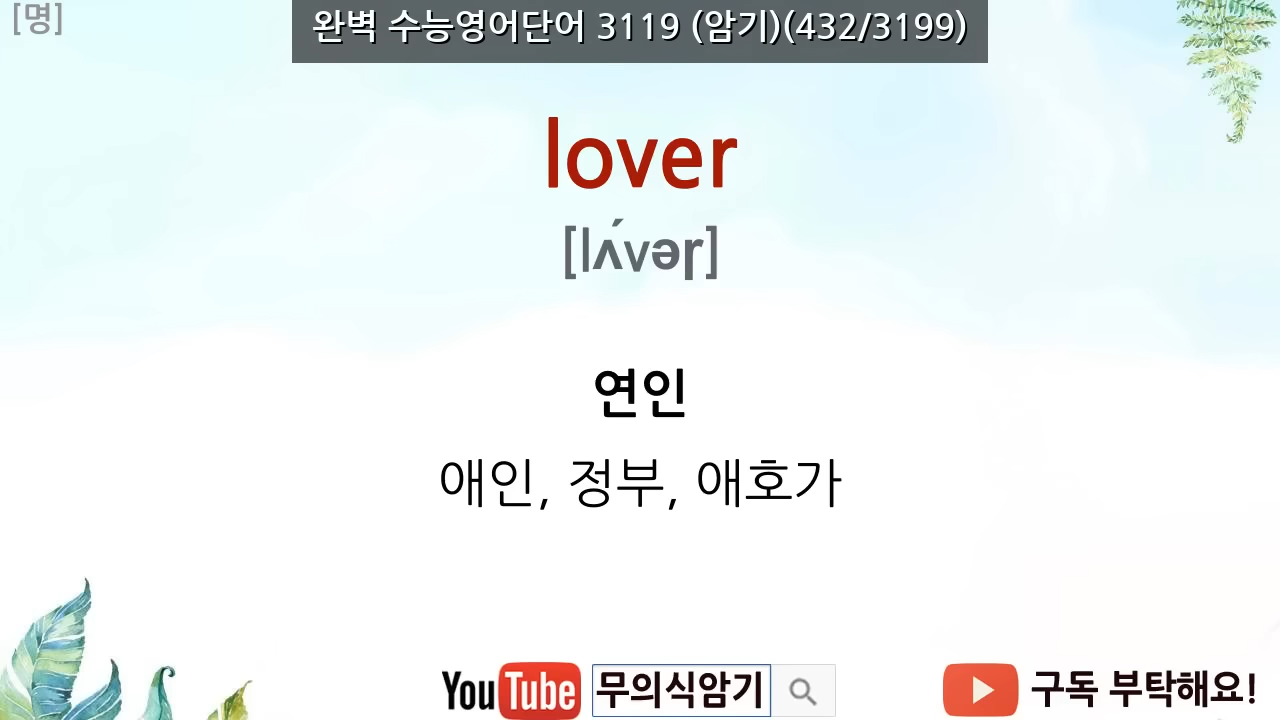 [명]
완벽 수능영어단어 3119 (암기)(432/3199)
lover
[lʌ́vəɼ]
연인
애인, 정부, 애호가
YouTube 무의식암기 구독 부탁해요!